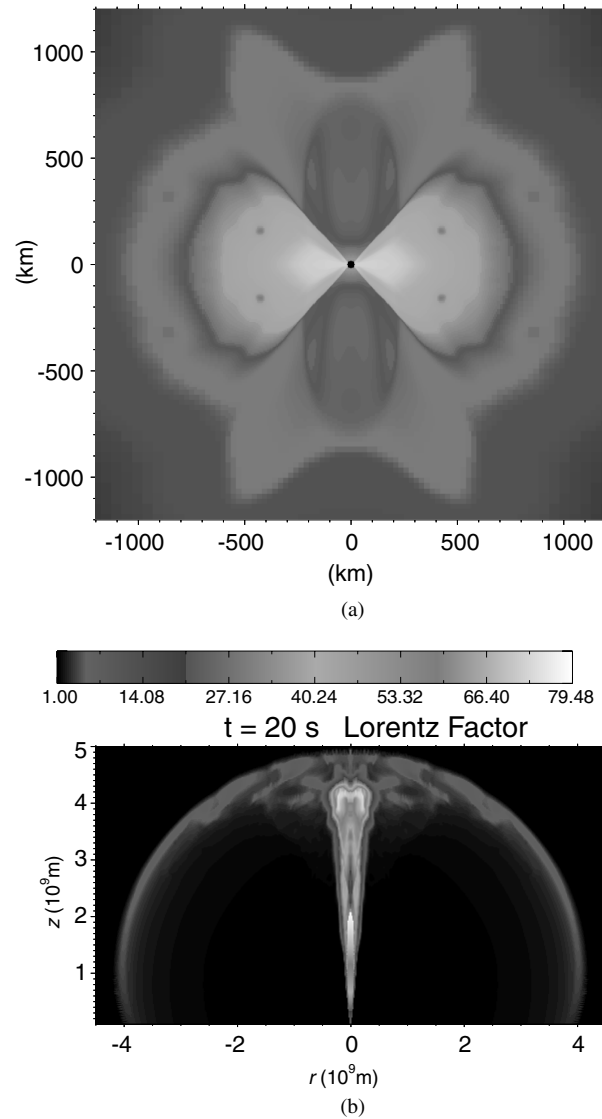 1000
500
0
-500
-1000
(km)
-1000 -500 0 500 1000
(km)
(a)
1.00 14.08 27.16 40.24 53.32 66.40 79.48
t = 20 s Lorentz Factor
5
4
3
2
1
z (10⁹m)
-4 -2 0 2 4
r (10⁹m)
(b)